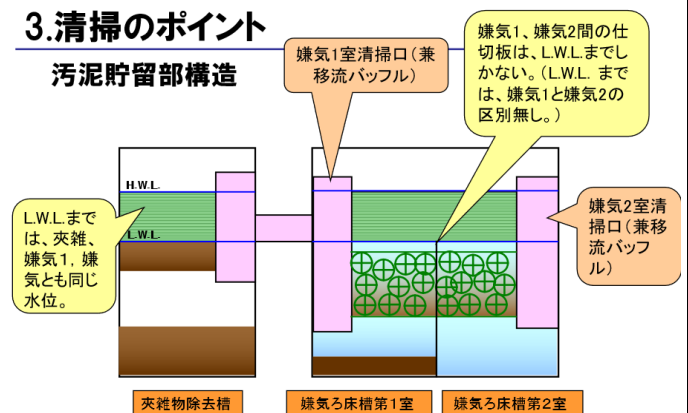 3.清掃のポイント
汚泥貯留部構造
嫌気1室清掃口（兼
移流バッフル）
嫌気1、嫌気2間の仕
切板は、L.W.L.までし
かない。（L.W.L. まで
は、嫌気1と嫌気2の
区別無し。）
H.W.L.
L.W.L.
L.W.L.まで
は、夾雑、
嫌気1，嫌
気とも同じ
水位。
嫌気2室清
掃口（兼移
流バッフ
ル）
夾雑物除去槽
嫌気ろ床槽第1室
嫌気ろ床槽第2室